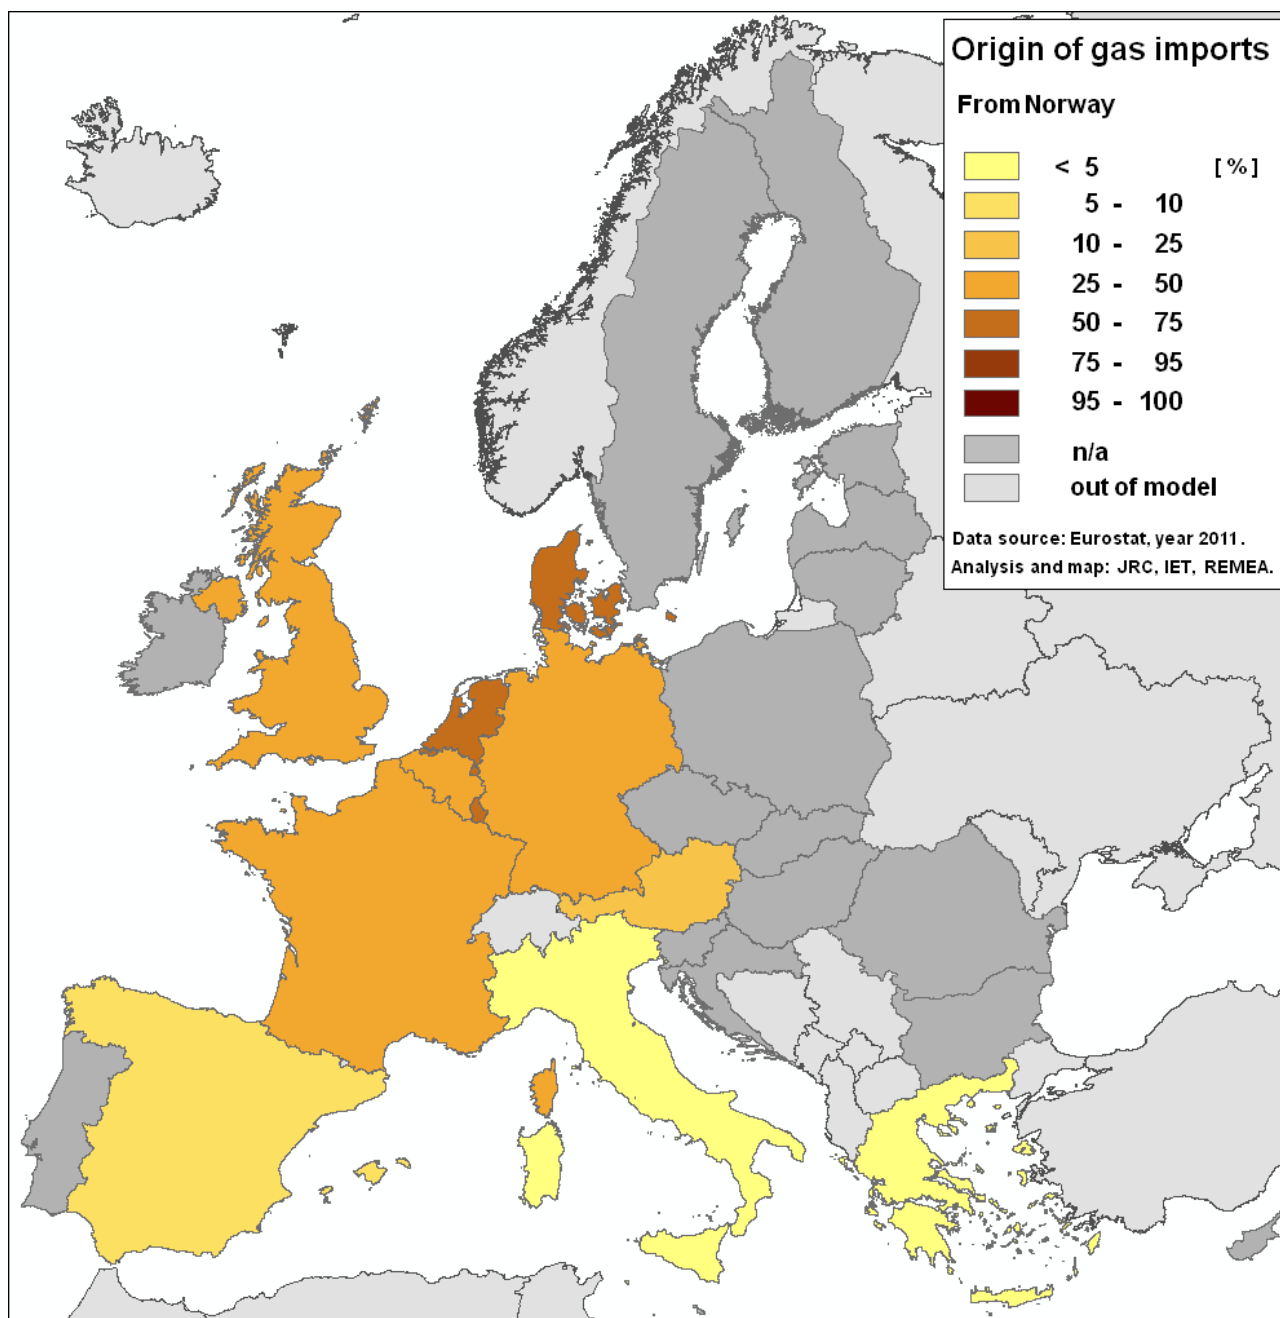 Origin of gas imports
From Norway
< 5 [ % ]
5 - 10
10 - 25
25 - 50
50 - 75
75 - 95
95 - 100
n/a
out of model
Data source: Eurostat, year 2011.
Analysis and map: JRC, IET, REMEA.